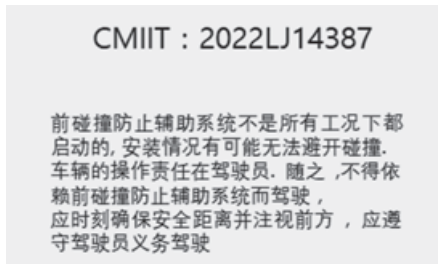 CMIIT : 2022LJ14387
前碰撞防止辅助系统不是所有工况下都
启动的, 安装情况有可能无法避开碰撞.
车辆的操作责任在驾驶员. 随之 ,不得依
赖前碰撞防止辅助系统而驾驶 ,
应时刻确保安全距离并注视前方 ,  应遵
守驾驶员义务驾驶